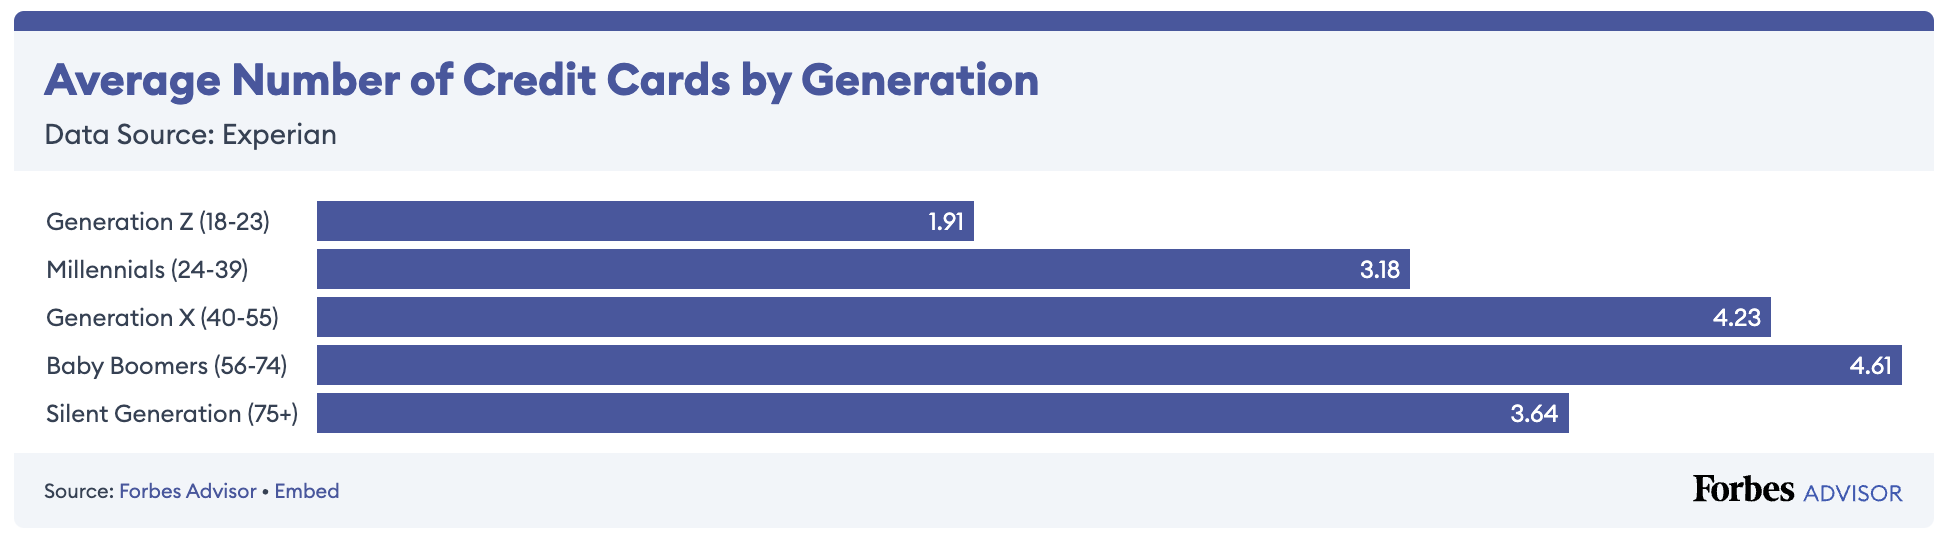 Average Number of Credit Cards by Generation
Data Source: Experian
Generation Z (18-23) 1.91
Millennials (24-39) 3.18
Generation X (40-55) 4.23
Baby Boomers (56-74) 4.61
Silent Generation (75+) 3.64
Source: Forbes Advisor • Embed
Forbes ADVISOR